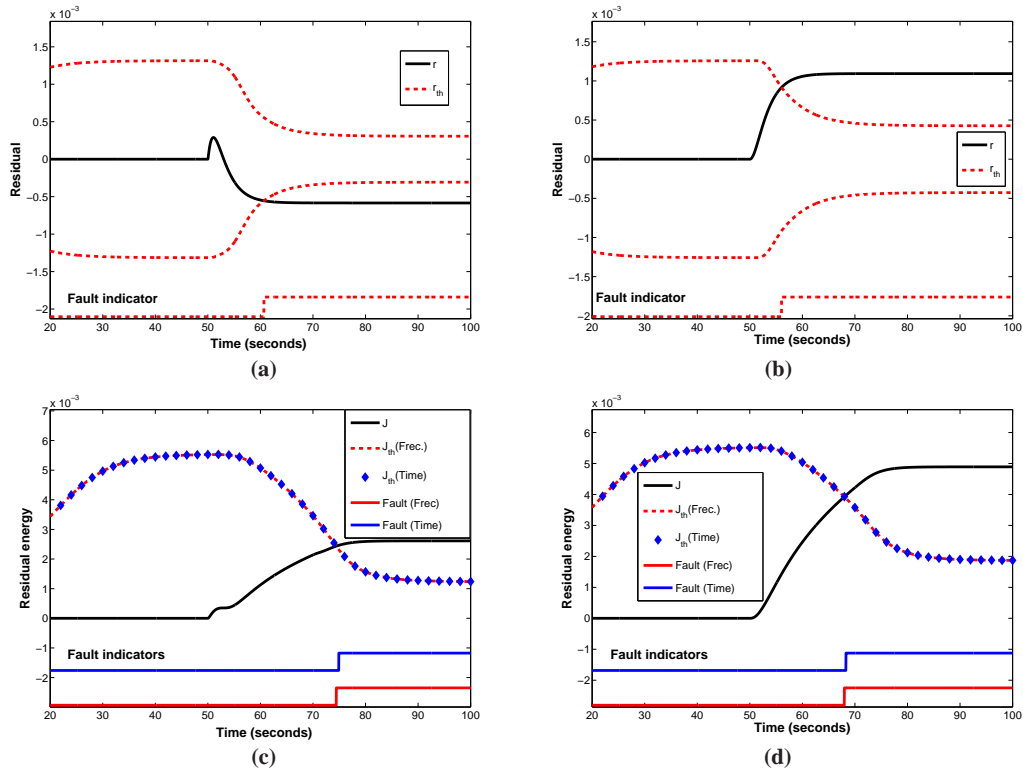 x 10⁻³
1.5
1
0.5
0
−0.5
−1
−1.5
−2
Residual
r
r_th
Fault indicator
20 30 40 50 60 70 80 90 100
Time (seconds)
(a)
x 10⁻³
1.5
1
0.5
0
−0.5
−1
−1.5
−2
Residual
r
r_th
Fault indicator
20 30 40 50 60 70 80 90 100
Time (seconds)
(b)
x 10⁻³
7
6
5
4
3
2
1
0
−1
−2
Residual energy
J
J_th(Frec.)
J_th(Time)
Fault (Frec)
Fault (Time)
Fault indicators
20 30 40 50 60 70 80 90 100
Time (seconds)
(c)
x 10⁻³
6
5
4
3
2
1
0
−1
−2
Residual energy
J
J_th(Frec.)
J_th(Time)
Fault (Frec)
Fault (Time)
Fault indicators
20 30 40 50 60 70 80 90 100
Time (seconds)
(d)